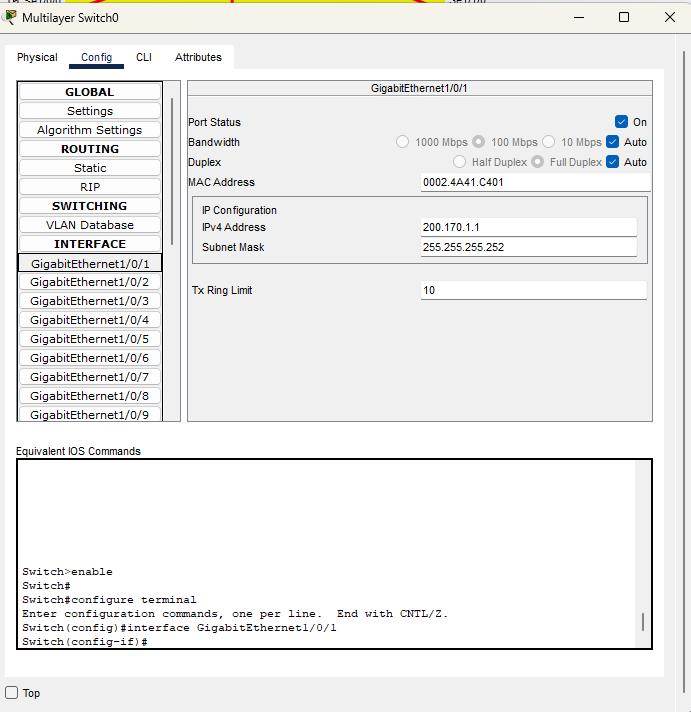 Multilayer Switch0
Physical Config CLI Attributes
GLOBAL
Settings
Algorithm Settings
ROUTING
Static
RIP
SWITCHING
VLAN Database
INTERFACE
GigabitEthernet1/0/1
GigabitEthernet1/0/2
GigabitEthernet1/0/3
GigabitEthernet1/0/4
GigabitEthernet1/0/5
GigabitEthernet1/0/6
GigabitEthernet1/0/7
GigabitEthernet1/0/8
GigabitEthernet1/0/9
GigabitEthernet1/0/1
Port Status On
Bandwidth 1000 Mbps 100 Mbps 10 Mbps Auto
Duplex Half Duplex Full Duplex Auto
MAC Address 0002.4A41.C401
IP Configuration
IPv4 Address 200.170.1.1
Subnet Mask 255.255.255.252
Tx Ring Limit 10
Equivalent IOS Commands
Switch>enable
Switch#
Switch#configure terminal
Enter configuration commands, one per line. End with CNTL/Z.
Switch(config)#interface GigabitEthernet1/0/1
Switch(config-if)#
Top